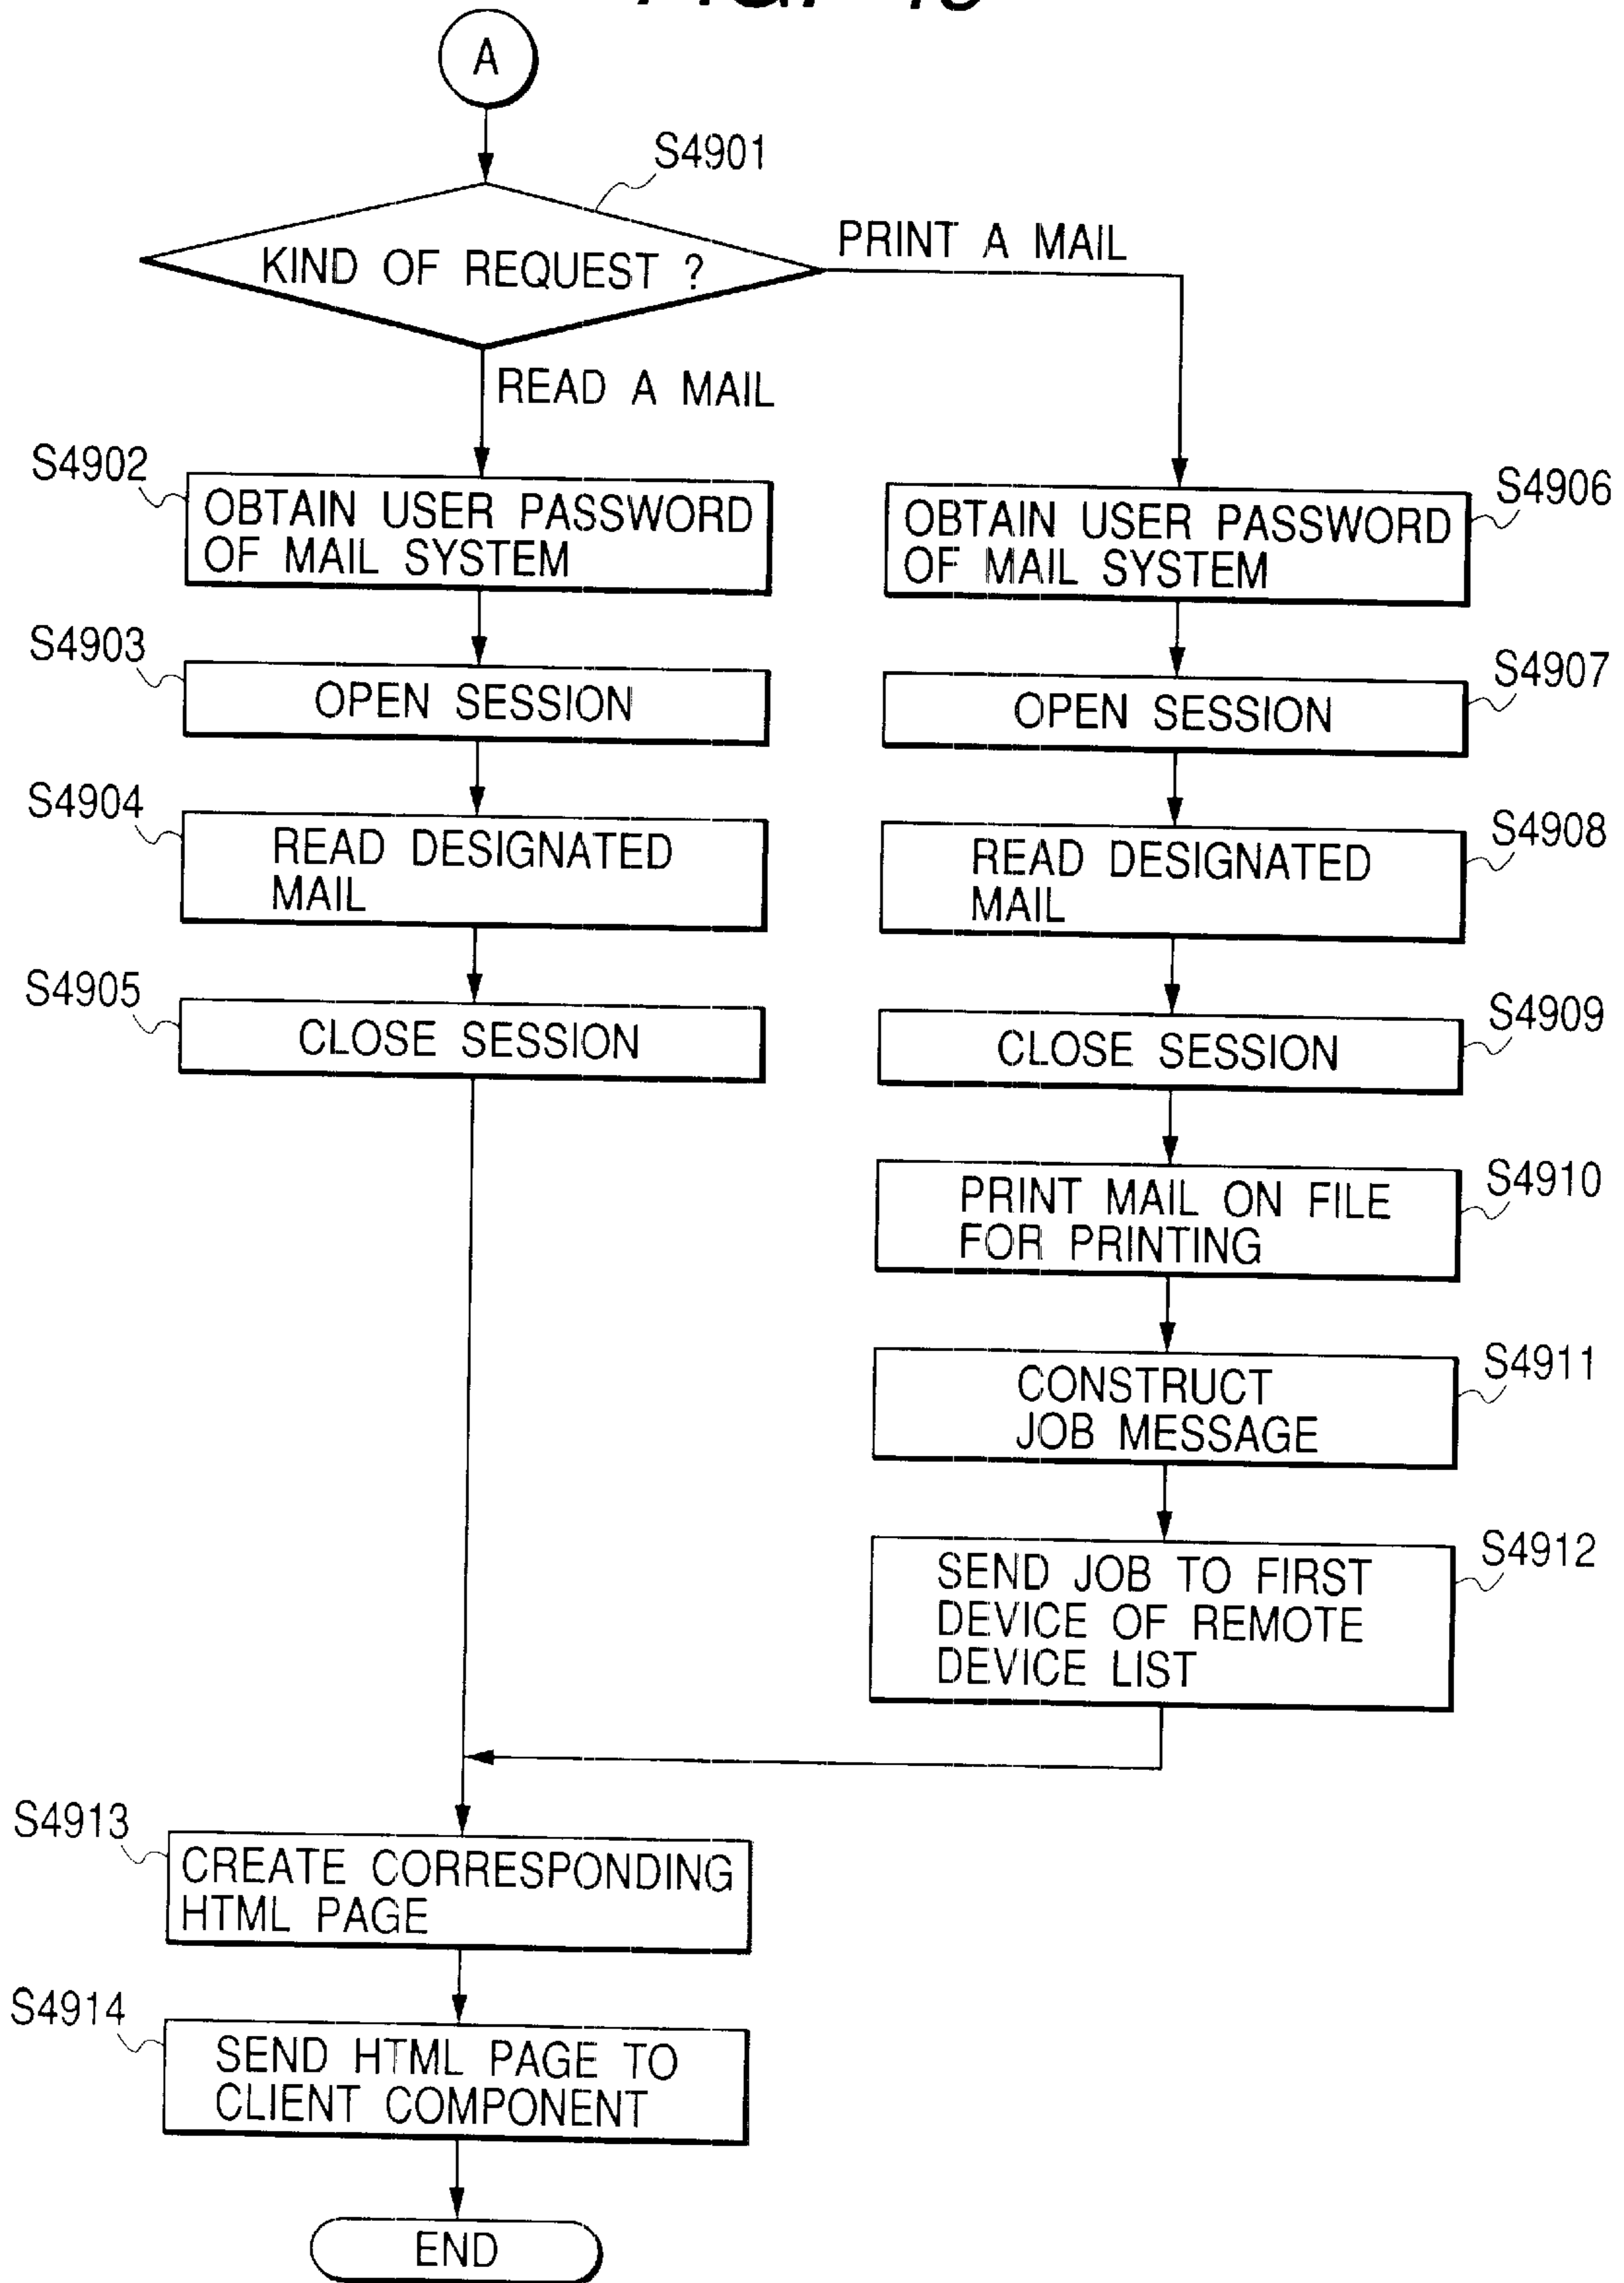 A
S4901
KIND OF REQUEST ?
PRINT A MAIL
READ A MAIL
S4902
OBTAIN USER PASSWORD
OF MAIL SYSTEM
S4906
OBTAIN USER PASSWORD
OF MAIL SYSTEM
S4903
OPEN SESSION
S4907
OPEN SESSION
S4904
READ DESIGNATED
MAIL
S4908
READ DESIGNATED
MAIL
S4905
CLOSE SESSION
S4909
CLOSE SESSION
S4910
PRINT MAIL ON FILE
FOR PRINTING
S4911
CONSTRUCT
JOB MESSAGE
S4912
SEND JOB TO FIRST
DEVICE OF REMOTE
DEVICE LIST
S4913
CREATE CORRESPONDING
HTML PAGE
S4914
SEND HTML PAGE TO
CLIENT COMPONENT
END